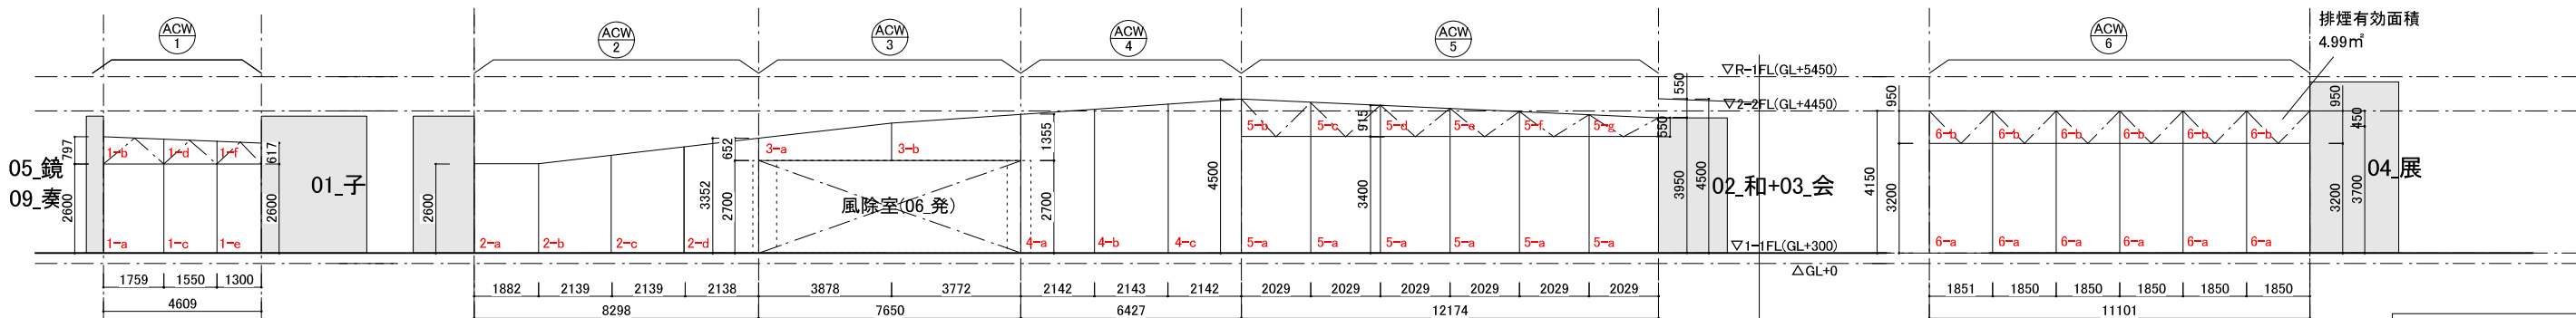 ACW 1
ACW 2
ACW 3
ACW 4
ACW 5
ACW 6
排煙有効面積
4.99㎡
▽R-1FL(GL+5450)
▽2-2FL(GL+4450)
▽1-1FL(GL+300)
△GL+0
05_鏡
09_奏
01_子
風除室(06_発)
02_和+03_会
04_展
797
2600
617
2600
2600
3352
652
2700
1355
2700
4500
915
3400
550
550
3950
4500
4150
950
3200
950
3200
450
3700
1-b 1-d 1-f
1-a 1-c 1-e
2-a 2-b 2-c 2-d
3-a 3-b
4-a 4-b 4-c
5-b 5-c 5-d 5-e 5-f 5-g
5-a 5-a 5-a 5-a 5-a 5-a
6-b 6-b 6-b 6-b 6-b 6-b
6-a 6-a 6-a 6-a 6-a 6-a
1759 1550 1300
4609
1882 2139 2139 2138
8298
3878 3772
7650
2142 2143 2142
6427
2029 2029 2029 2029 2029 2029
12174
1851 1850 1850 1850 1850 1850
11101